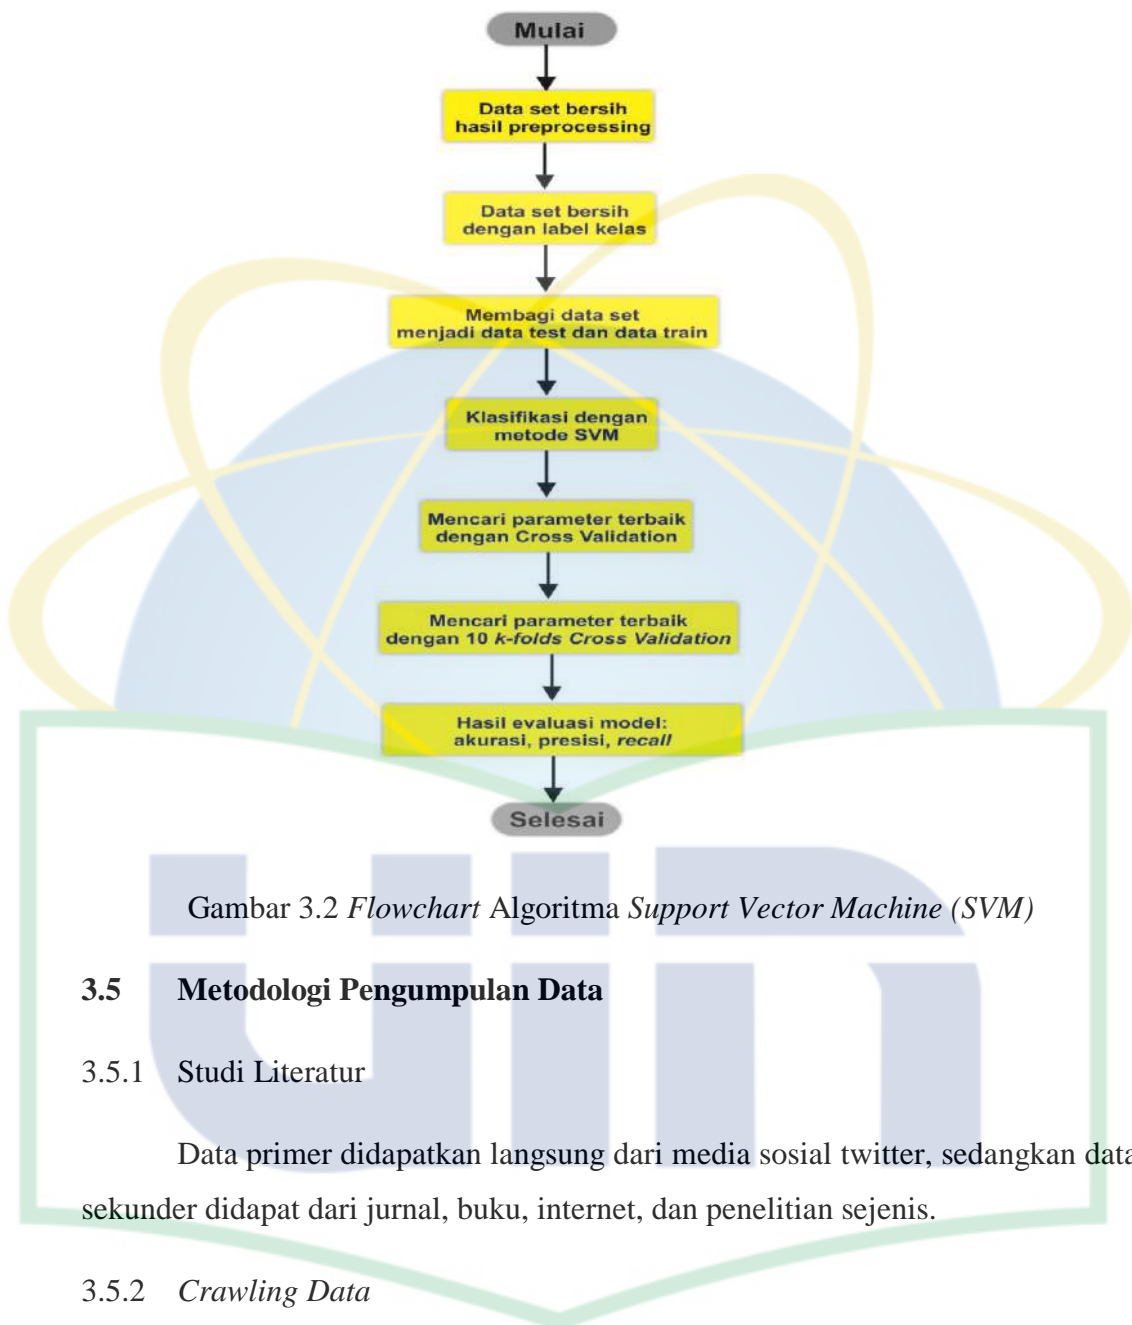 Mulai
Data set bersih
hasil preprocessing
Data set bersih
dengan label kelas
Membagi data set
menjadi data test dan data train
Klasifikasi dengan
metode SVM
Mencari parameter terbaik
dengan Cross Validation
Mencari parameter terbaik
dengan 10 k-folds Cross Validation
Hasil evaluasi model:
akurasi, presisi, recall
Selesai
Gambar 3.2 Flowchart Algoritma Support Vector Machine (SVM)
3.5 Metodologi Pengumpulan Data
3.5.1 Studi Literatur
Data primer didapatkan langsung dari media sosial twitter, sedangkan data
sekunder didapat dari jurnal, buku, internet, dan penelitian sejenis.
3.5.2 Crawling Data
uin